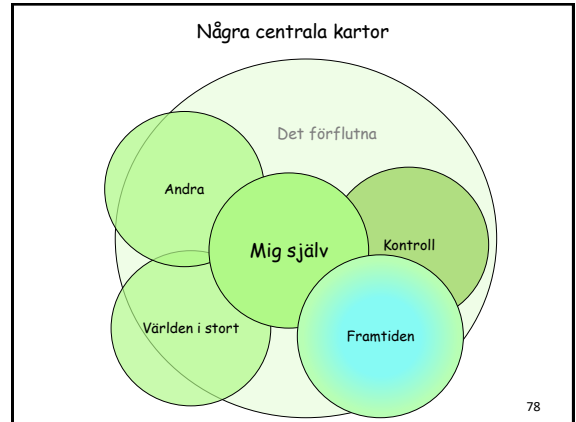 Några centrala kartor
Det förflutna
Andra
Mig själv
Kontroll
Världen i stort
Framtiden
78